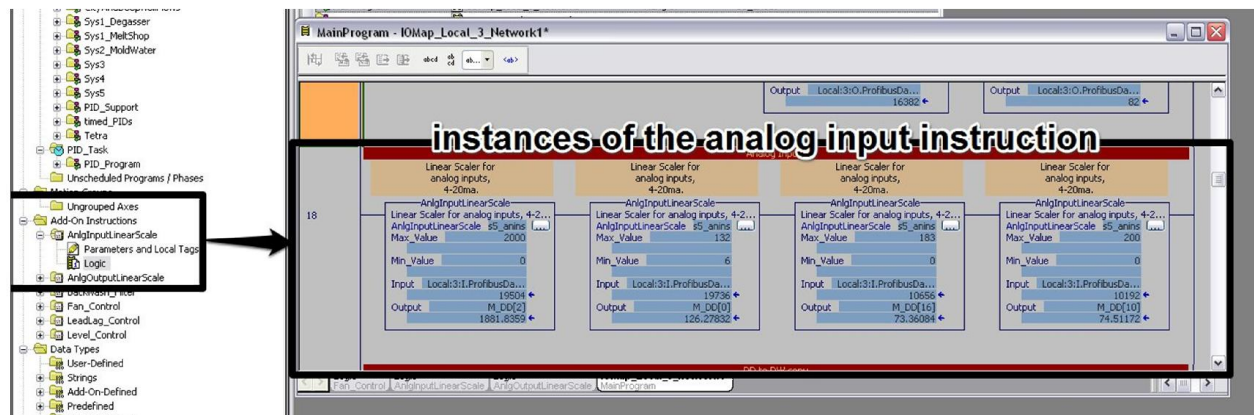 Sys1_Degasser
Sys1_MeltShop
Sys2_MoldWater
Sys3
Sys4
Sys5
PID_Support
timed_PIDs
Tetra
PID_Task
PID_Program
Unscheduled Programs / Phases
Ungrouped Axes
Add-On Instructions
AnlgInputLinearScale
Parameters and Local Tags
Logic
AnlgOutputLinearScale
Backwash_Filter
Fan_Control
LeadLag_Control
Level_Control
Data Types
User-Defined
Strings
Add-On-Defined
Predefined
MainProgram - IOMap_Local_3_Network1*
abcd ab cd ab... <ab>
Output Local:3:O.ProfibusDa... Output Local:3:O.ProfibusDa...
16382 82
instances of the analog input instruction
Linear Scaler for Linear Scaler for Linear Scaler for Linear Scaler for
analog inputs, analog inputs, analog inputs, analog inputs,
4-20ma. 4-20ma. 4-20ma. 4-20ma.
AnlgInputLinearScale AnlgInputLinearScale AnlgInputLinearScale AnlgInputLinearScale
18 Linear Scaler for analog inputs, 4-2... Linear Scaler for analog inputs, 4-2... Linear Scaler for analog inputs, 4-2... Linear Scaler for analog inputs, 4-2...
AnlgInputLinearScale s5_anins ... AnlgInputLinearScale s5_anins ... AnlgInputLinearScale s5_anins ... AnlgInputLinearScale s5_anins ...
Max_Value 2000 Max_Value 132 Max_Value 183 Max_Value 200
Min_Value 0 Min_Value 6 Min_Value 0 Min_Value 0
Input Local:3:I.ProfibusDa... Input Local:3:I.ProfibusDa... Input Local:3:I.ProfibusDa... Input Local:3:I.ProfibusDa...
19504 19736 10656 10192
Output M_DD[2] Output M_DD[0] Output M_DD[16] Output M_DD[10]
1881.8359 126.27832 73.36084 74.51172
Fan_Control AnlgInputLinearScale AnlgOutputLinearScale MainProgram